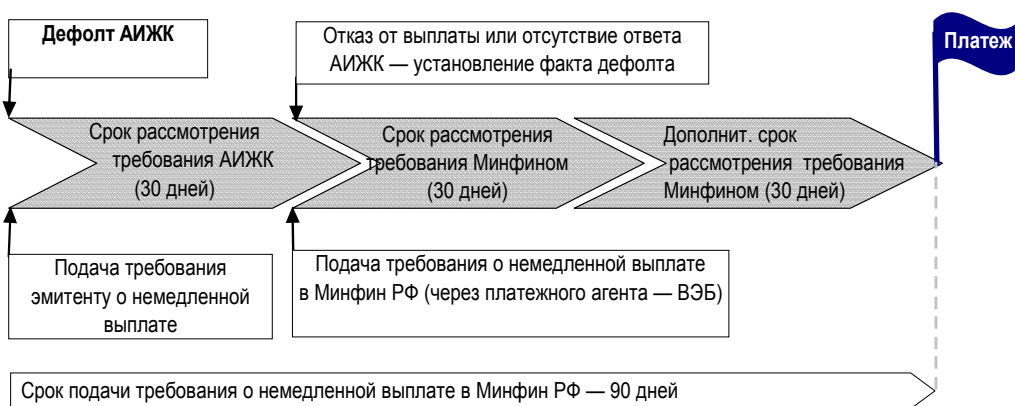 Дефолт АИЖК
Отказ от выплаты или отсутствие ответа
АИЖК — установление факта дефолта
Платеж
Срок рассмотрения
требования АИЖК
(30 дней)
Срок рассмотрения
требования Минфином
(30 дней)
Дополнит. срок
рассмотрения требования
Минфином (30 дней)
Подача требования
эмитенту о немедленной
выплате
Подача требования о немедленной выплате
в Минфин РФ (через платежного агента — ВЭБ)
Срок подачи требования о немедленной выплате в Минфин РФ — 90 дней